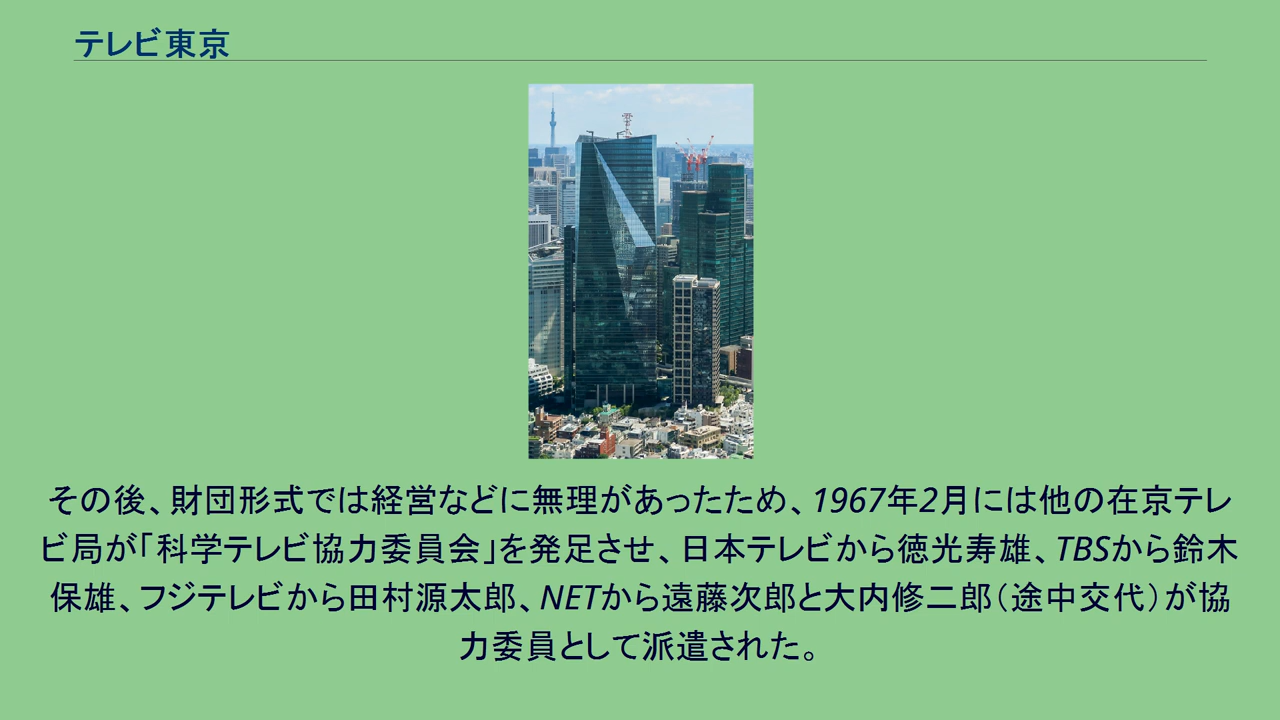 テレビ東京
その後、財団形式では経営などに無理があったため、1967年2月には他の在京テレ
ビ局が「科学テレビ協力委員会」を発足させ、日本テレビから徳光寿雄、TBSから鈴木
保雄、フジテレビから田村源太郎、NETから遠藤次郎と大内修二郎（途中交代）が協
力委員として派遣された。